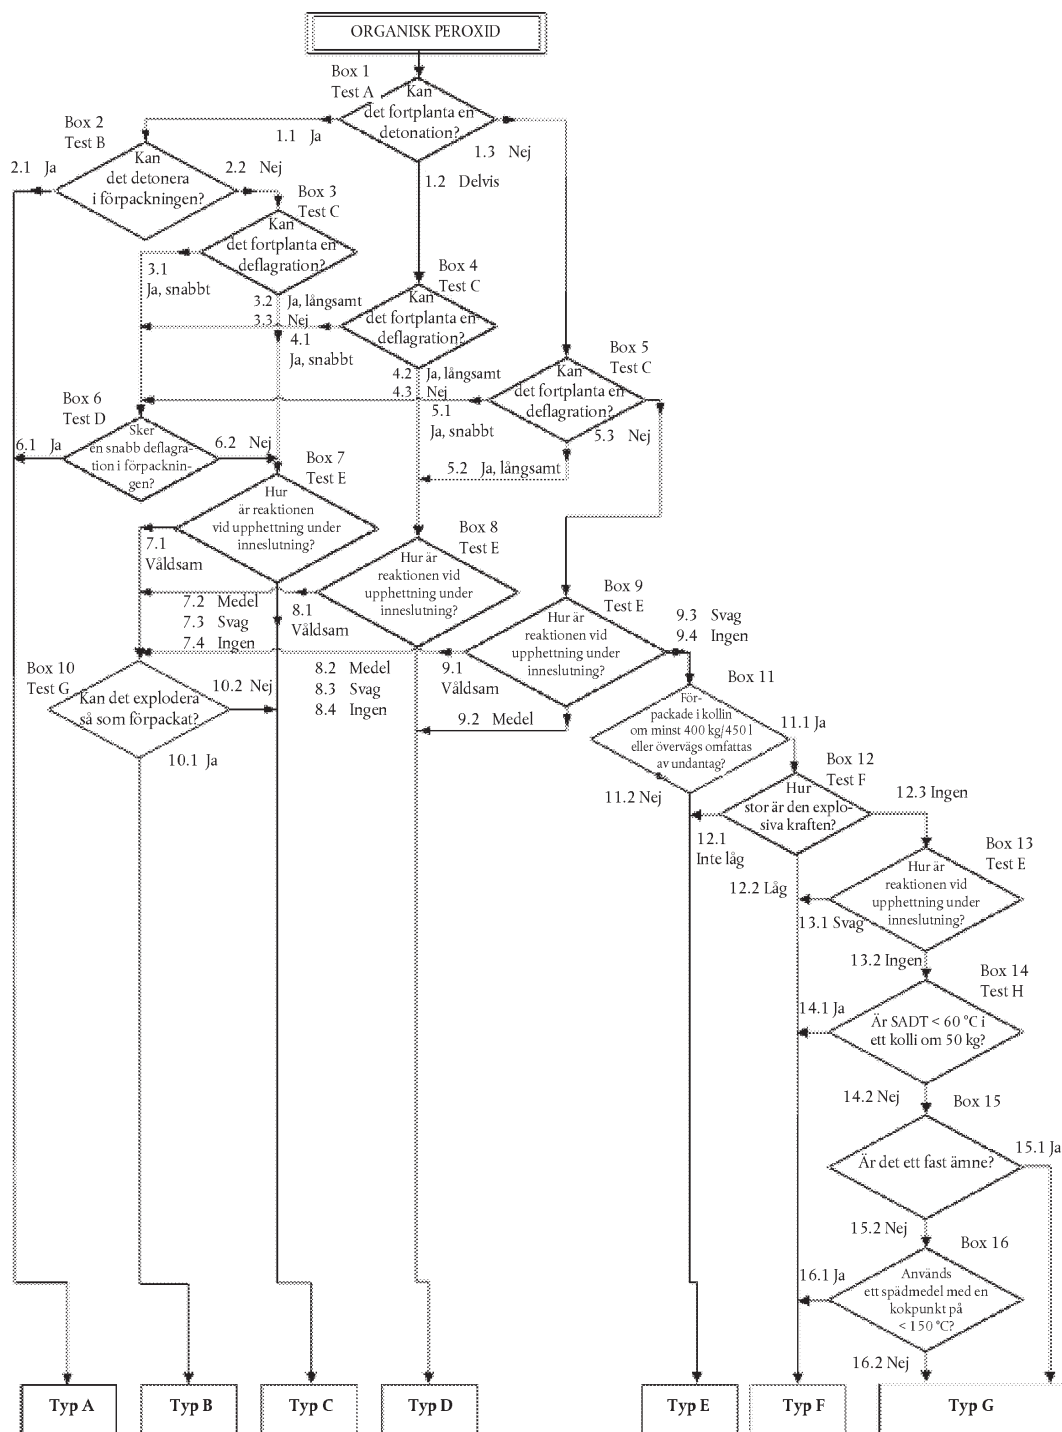 ORGANISK PEROXID
Box 1
Test A
Kan
det fortplanta en
detonation?
1.1 Ja
1.2 Delvis
1.3 Nej
Box 2
Test B
Kan
det detonera
i förpackningen?
2.1 Ja
2.2 Nej
Box 3
Test C
Kan
det fortplanta en
deflagration?
3.1
Ja, snabbt
3.2 Ja, långsamt
3.3 Nej
Box 4
Test C
Kan
det fortplanta en
deflagration?
4.1
Ja, snabbt
4.2 Ja, långsamt
4.3 Nej
Box 5
Test C
Kan
det fortplanta en
deflagration?
5.1
Ja, snabbt
5.2 Ja, långsamt
5.3 Nej
Box 6
Test D
Sker
en snabb deflagra-
tion i förpacknin-
gen?
6.1 Ja
6.2 Nej
Box 7
Test E
Hur
är reaktionen
vid upphettning under
inneslutning?
7.1
Våldsam
7.2 Medel
7.3 Svag
7.4 Ingen
Box 8
Test E
Hur är
reaktionen vid
upphettning under
inneslutning?
8.1
Våldsam
8.2 Medel
8.3 Svag
8.4 Ingen
Box 9
Test E
Hur är
reaktionen vid
upphettning under
inneslutning?
9.1
Våldsam
9.2 Medel
9.3 Svag
9.4 Ingen
Box 10
Test G
Kan det explodera
så som förpackat?
10.1 Ja
10.2 Nej
Box 11
För-
packade i kollin
om minst 400 kg/450 l
eller övervägs omfattas
av undantag?
11.1 Ja
11.2 Nej
Box 12
Test F
Hur
stor är den explo-
siva kraften?
12.1
Inte låg
12.2 Låg
12.3 Ingen
Box 13
Test E
Hur är
reaktionen vid
upphettning under
inneslutning?
13.1 Svag
13.2 Ingen
Box 14
Test H
Är SADT < 60 °C i
ett kolli om 50 kg?
14.1 Ja
14.2 Nej
Box 15
Är det ett fast ämne?
15.1 Ja
15.2 Nej
Box 16
Används
ett spädmedel med en
kokpunkt på
< 150 °C?
16.1 Ja
16.2 Nej
Typ A
Typ B
Typ C
Typ D
Typ E
Typ F
Typ G